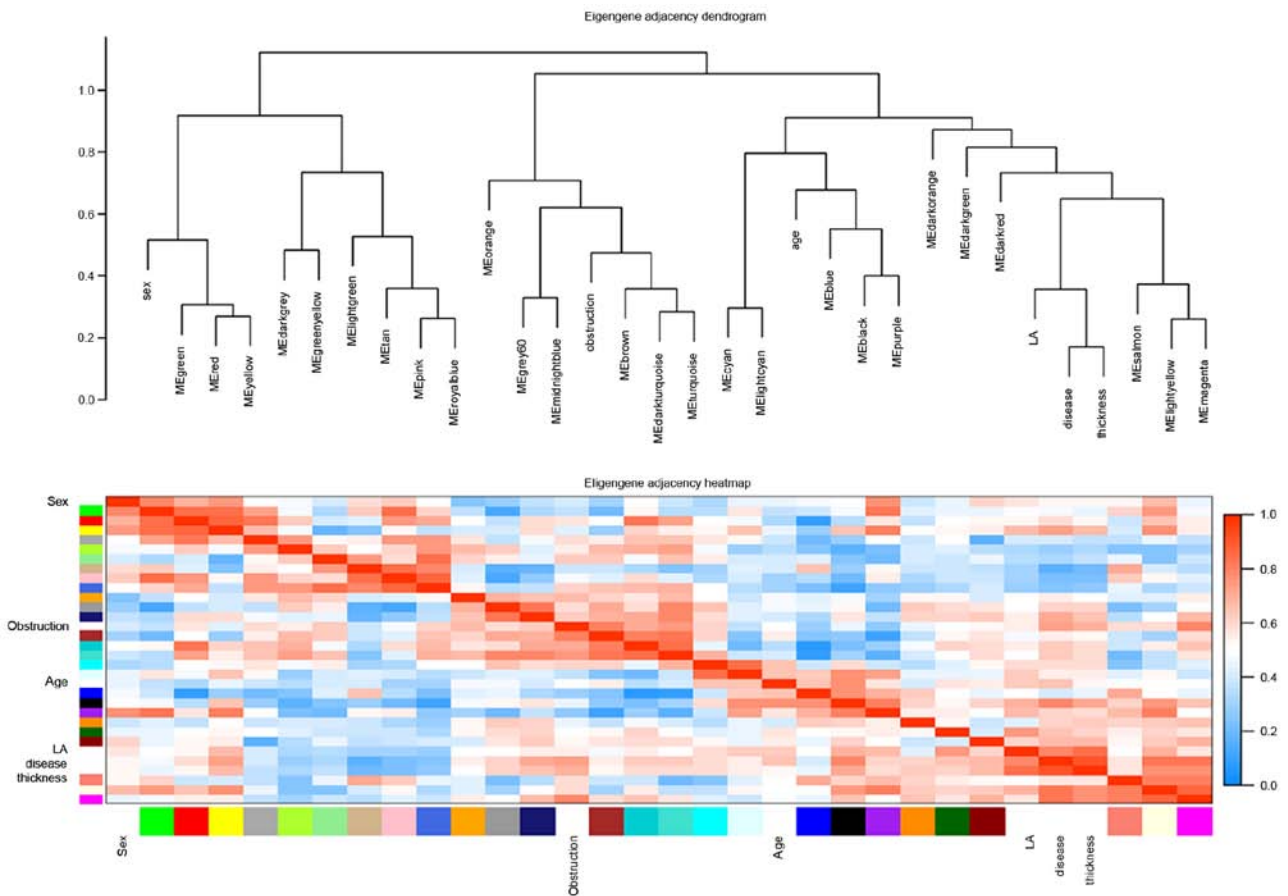 Eigengene adjacency dendrogram
1.0
0.8
0.6
0.4
0.2
0.0
sex
MEgreen
MEred
MEyellow
MEdarkgrey
MEgreenyellow
MElightgreen
MEtan
MEpink
MEroyalblue
MEorange
MEgrey60
MEmidnightblue
obstruction
MEbrown
MEdarkturquoise
MEturquoise
MEcyan
MElightcyan
age
MEblue
MEblack
MEpurple
MEdarkorange
MEdarkgreen
MEdarkred
LA
disease
thickness
MEsalmon
MElightyellow
MEmagenta
Eligengene adjacency heatmap
Sex
Obstruction
Age
LA
disease
thickness
1.0
0.8
0.6
0.4
0.2
0.0
Sex
Obstruction
Age
LA
disease
thickness